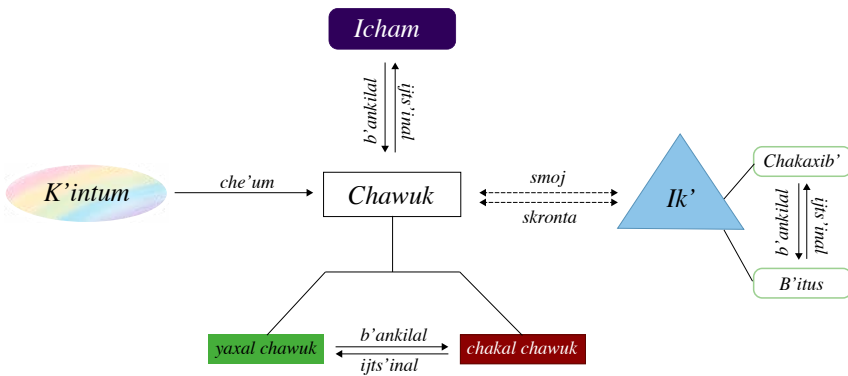 Icham
b'ankilal
ijts'inal
K'intum
che'um
Chawuk
smoj
skronta
Ik'
Chakaxib'
b'ankilal
ijts'inal
B'itus
yaxal chawuk
b'ankilal
ijts'inal
chakal chawuk